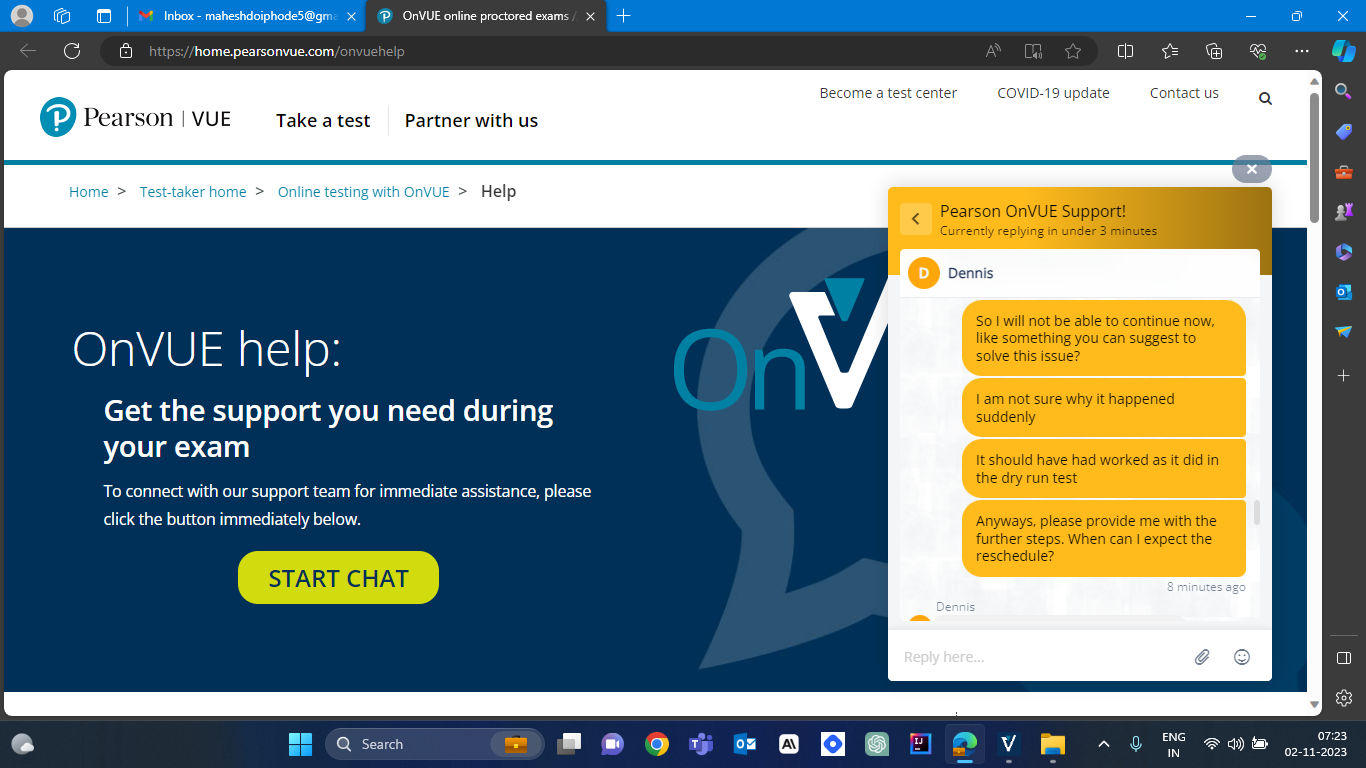 Inbox - maheshdoiphode5@gma
OnVUE online proctored exams /
https://home.pearsonvue.com/onvuehelp
Become a test center
COVID-19 update
Contact us
Pearson | VUE
Take a test
Partner with us
Home > Test-taker home > Online testing with OnVUE > Help
OnVUE help:
Get the support you need during
your exam
To connect with our support team for immediate assistance, please
click the button immediately below.
START CHAT
OnV
Pearson OnVUE Support!
Currently replying in under 3 minutes
D
Dennis
So I will not be able to continue now,
like something you can suggest to
solve this issue?
I am not sure why it happened
suddenly
It should have had worked as it did in
the dry run test
Anyways, please provide me with the
further steps. When can I expect the
reschedule?
8 minutes ago
Dennis
Reply here...
Search
ENG
IN
07:23
02-11-2023